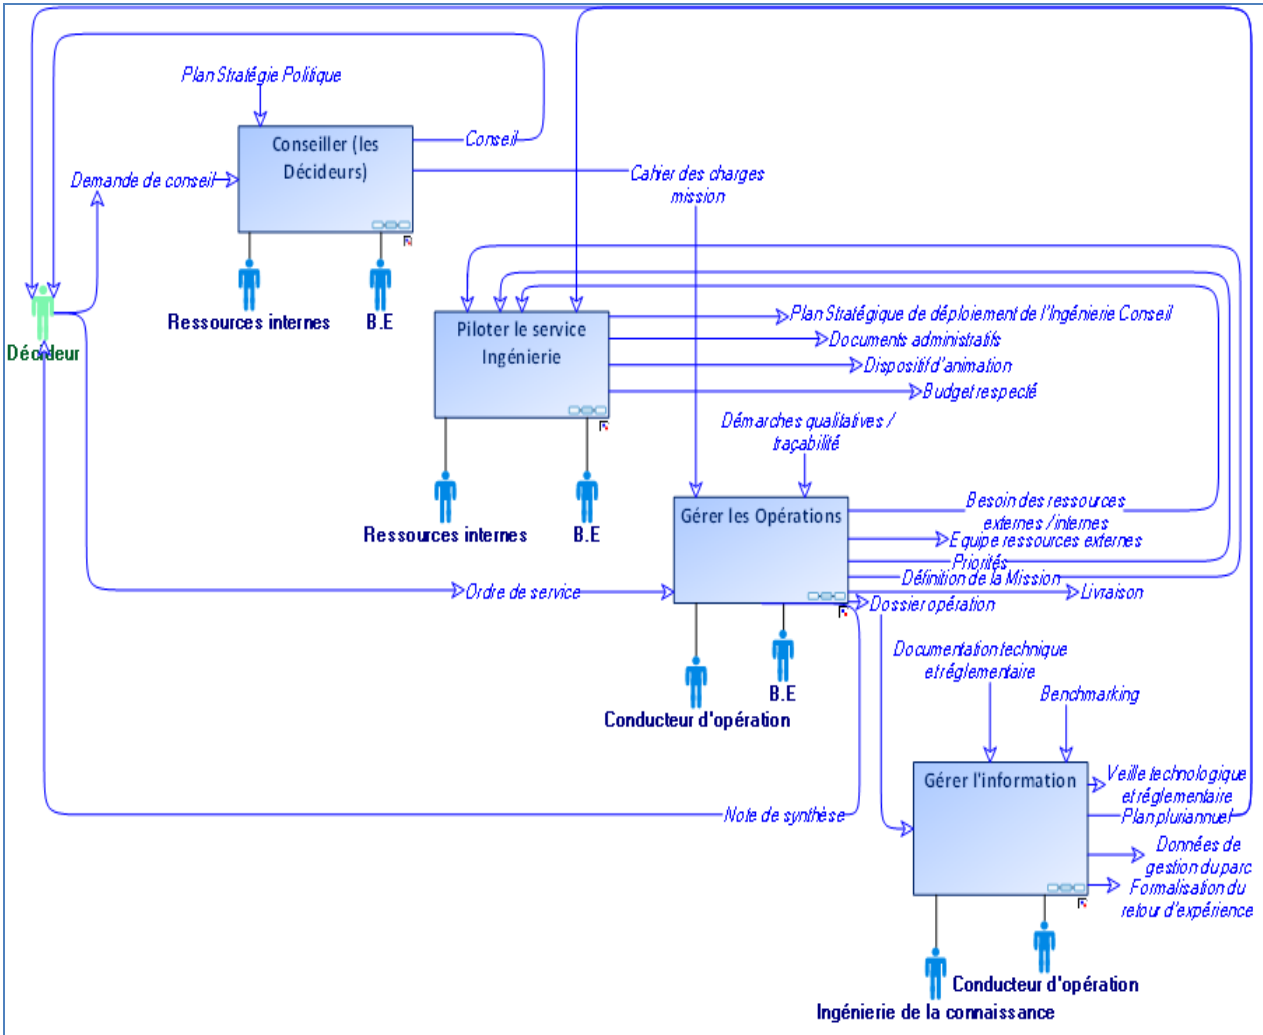 Plan Stratégie Politique
Conseiller (les
Décideurs)
Conseil
Demande de conseil
Cahier des charges
mission
Ressources internes
B.E
Décideur
Piloter le service
Ingénierie
Plan Stratégique de déploiement de l'Ingénierie Conseil
Documents administratifs
Dispositif d'animation
Budget respecté
Démarches qualitatives /
traçabilité
Ressources internes
B.E
Gérer les Opérations
Besoin des ressources
externes / internes
Equipe ressources externes
Priorités
Définition de la Mission
Livraison
Dossier opération
Ordre de service
Documentation technique
et réglementaire
Benchmarking
B.E
Conducteur d'opération
Gérer l'information
Veille technologique
et réglementaire
Plan pluriannuel
Note de synthèse
Données de
gestion du parc
Formalisation du
retour d'expérience
Conducteur d'opération
Ingénierie de la connaissance